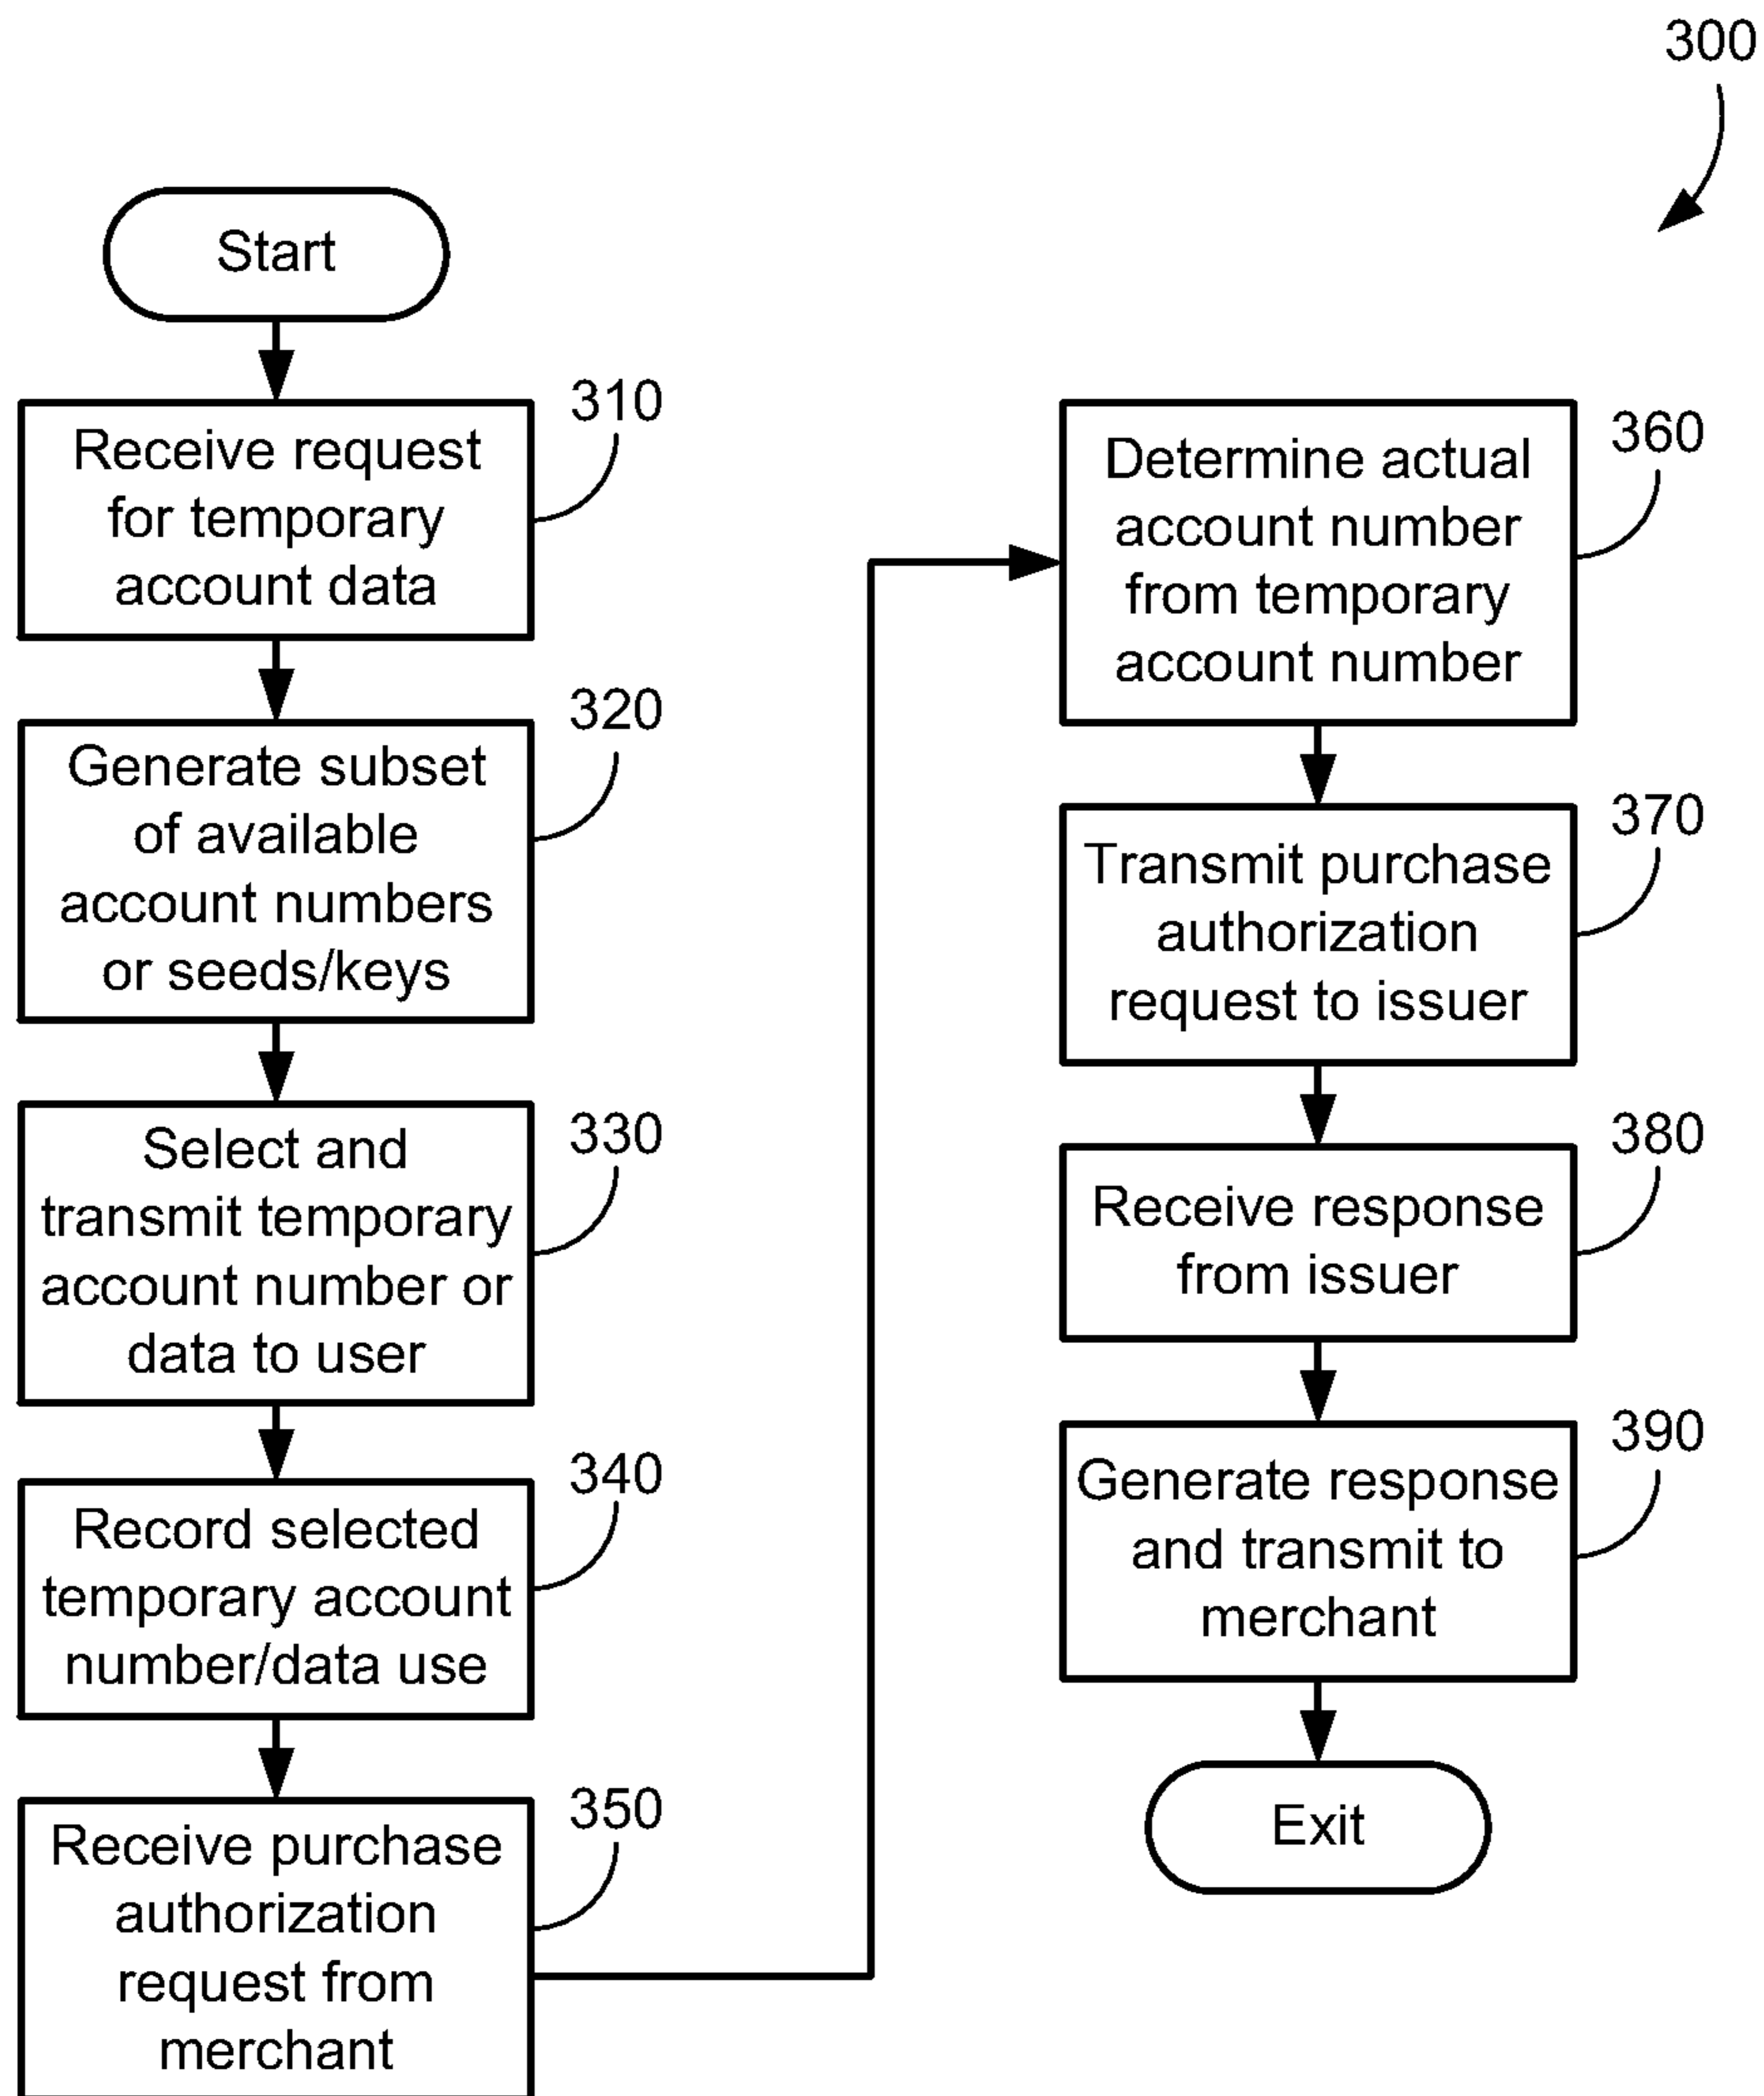 300
Start
310
Receive request
for temporary
account data
320
Generate subset
of available
account numbers
or seeds/keys
330
Select and
transmit temporary
account number or
data to user
340
Record selected
temporary account
number/data use
350
Receive purchase
authorization
request from
merchant
360
Determine actual
account number
from temporary
account number
370
Transmit purchase
authorization
request to issuer
380
Receive response
from issuer
390
Generate response
and transmit to
merchant
Exit